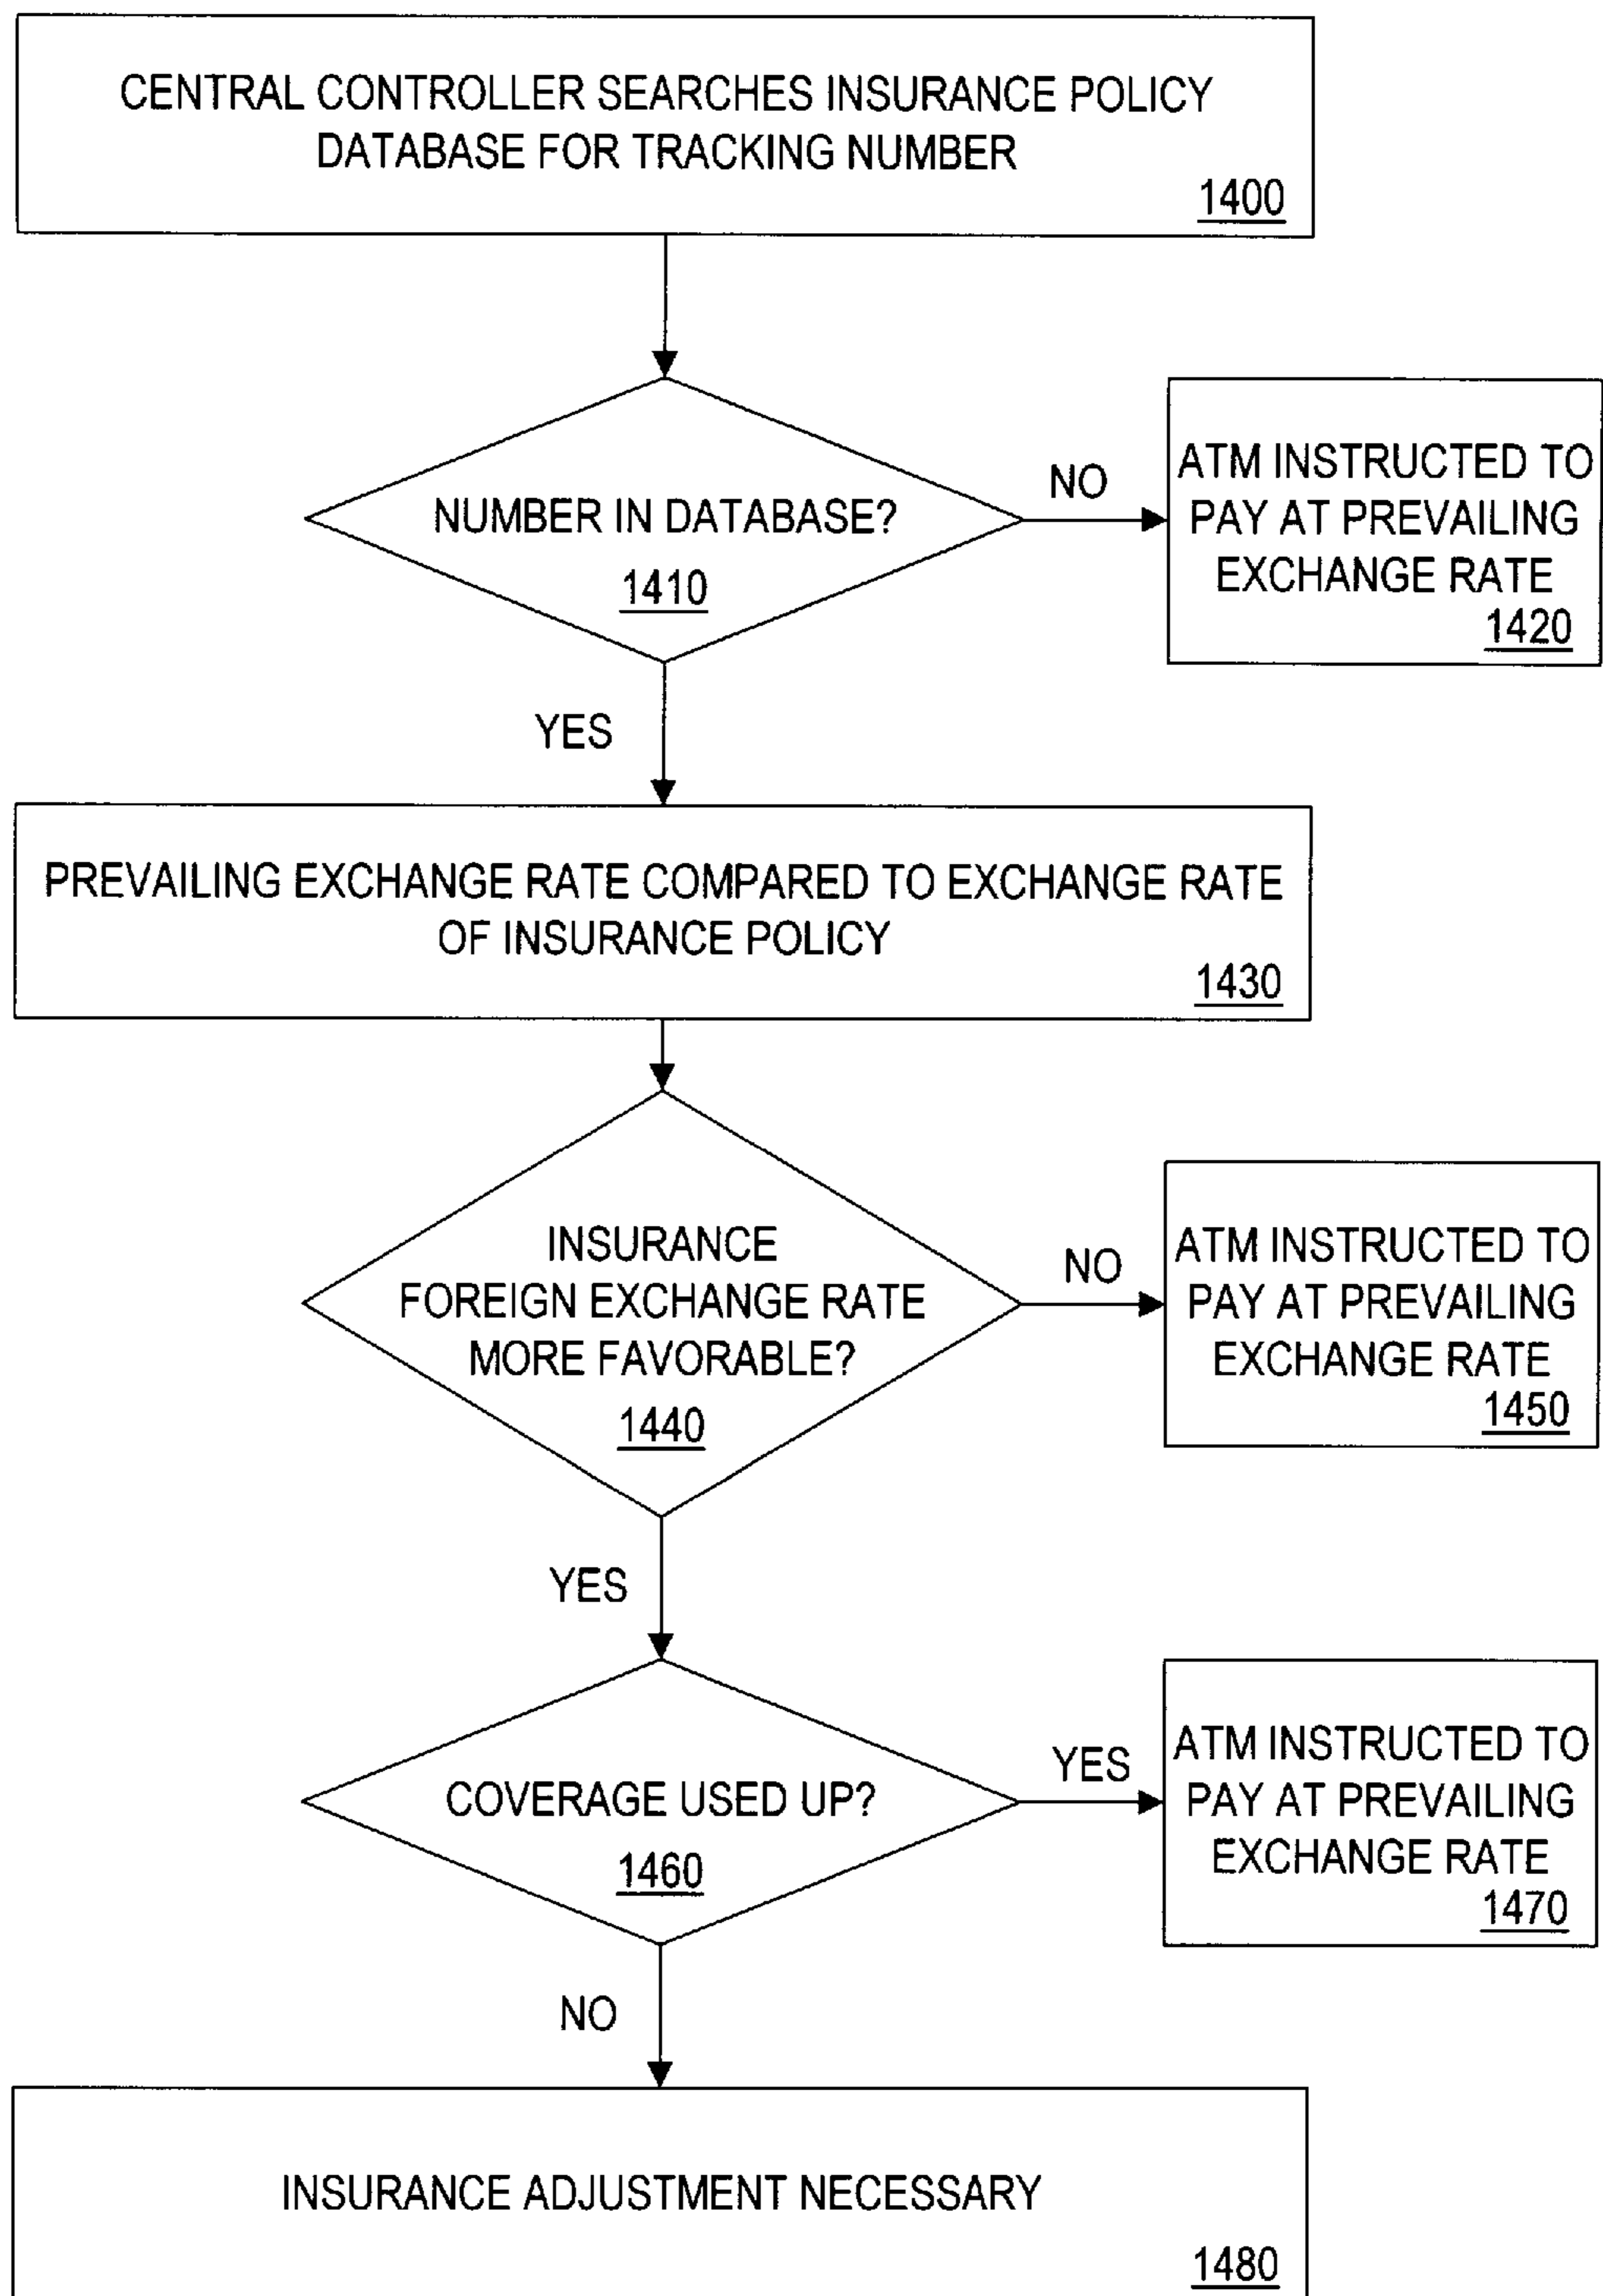 CENTRAL CONTROLLER SEARCHES INSURANCE POLICY
DATABASE FOR TRACKING NUMBER
1400
NUMBER IN DATABASE?
1410
NO
ATM INSTRUCTED TO
PAY AT PREVAILING
EXCHANGE RATE
1420
YES
PREVAILING EXCHANGE RATE COMPARED TO EXCHANGE RATE
OF INSURANCE POLICY
1430
INSURANCE
FOREIGN EXCHANGE RATE
MORE FAVORABLE?
1440
NO
ATM INSTRUCTED TO
PAY AT PREVAILING
EXCHANGE RATE
1450
YES
COVERAGE USED UP?
1460
YES
ATM INSTRUCTED TO
PAY AT PREVAILING
EXCHANGE RATE
1470
NO
INSURANCE ADJUSTMENT NECESSARY
1480